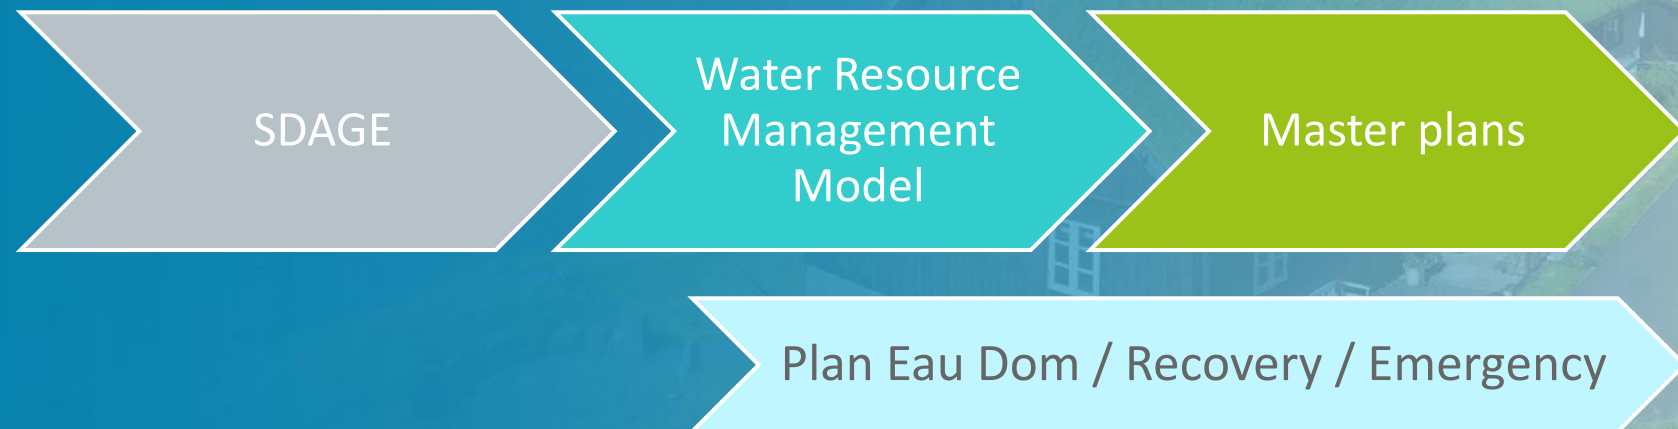 SDAGE
Water Resource
Management
Model
Master plans
Plan Eau Dom / Recovery / Emergency